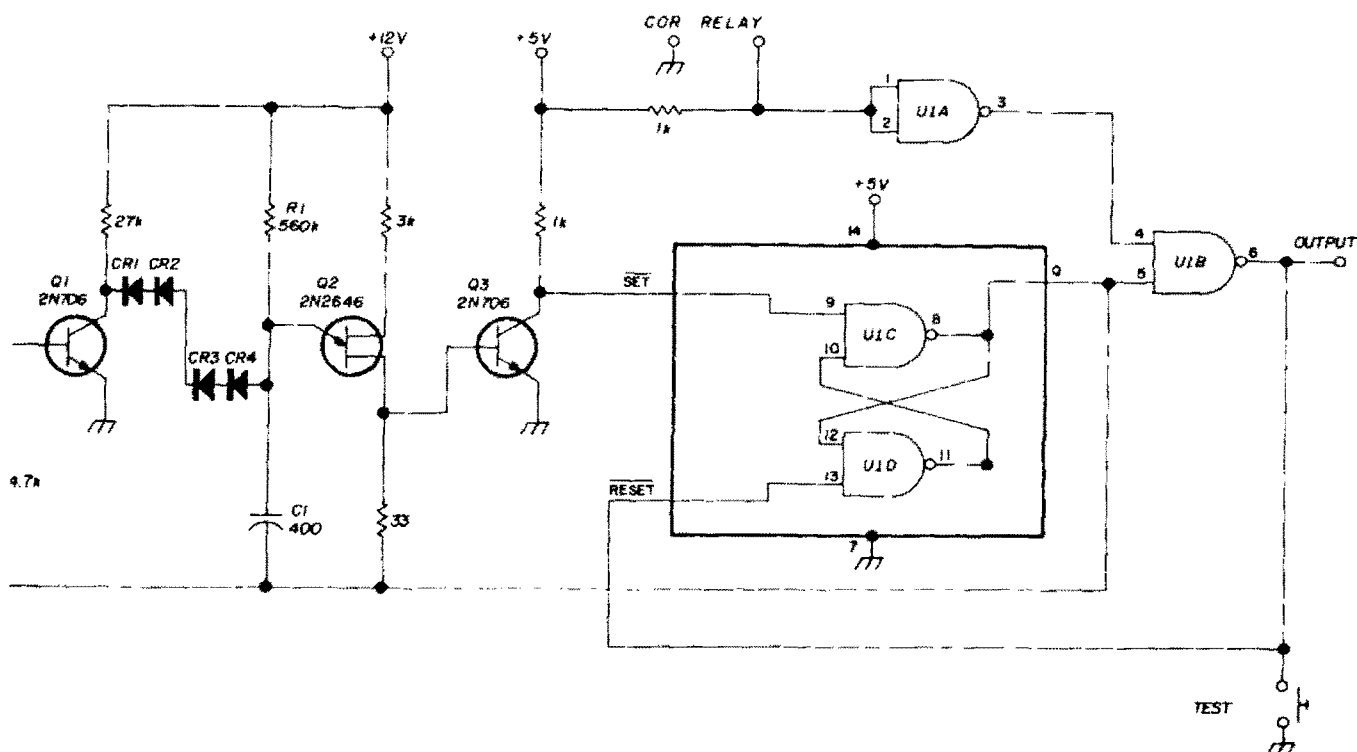 COR RELAY
+12V
+5V
1
2
U1A
3
1k
+5V
27k
R1
560k
3k
1k
14
4
5
U1B
6
OUTPUT
Q1
2N706
CR1 CR2
Q2
2N2646
Q3
2N706
SET
Q
9
10
U1C
8
CR3 CR4
12
13
U1D
11
4.7k
RESET
C1
400
33
7
TEST